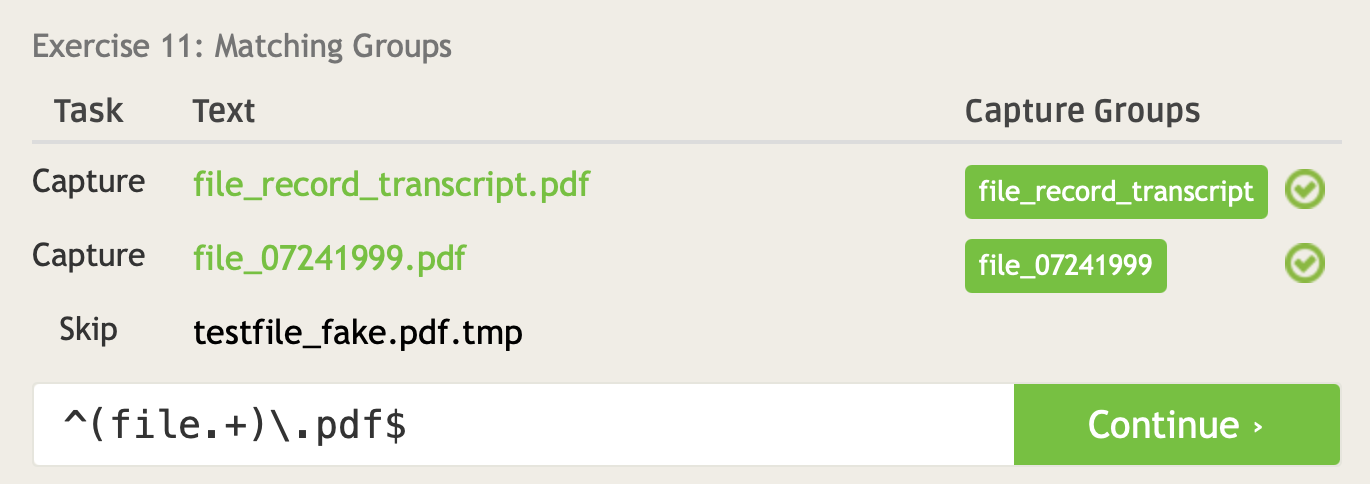 Exercise 11: Matching Groups
Task Text Capture Groups
Capture file_record_transcript.pdf file_record_transcript
Capture file_07241999.pdf file_07241999
Skip testfile_fake.pdf.tmp
^(file.+)\.pdf$ Continue ›